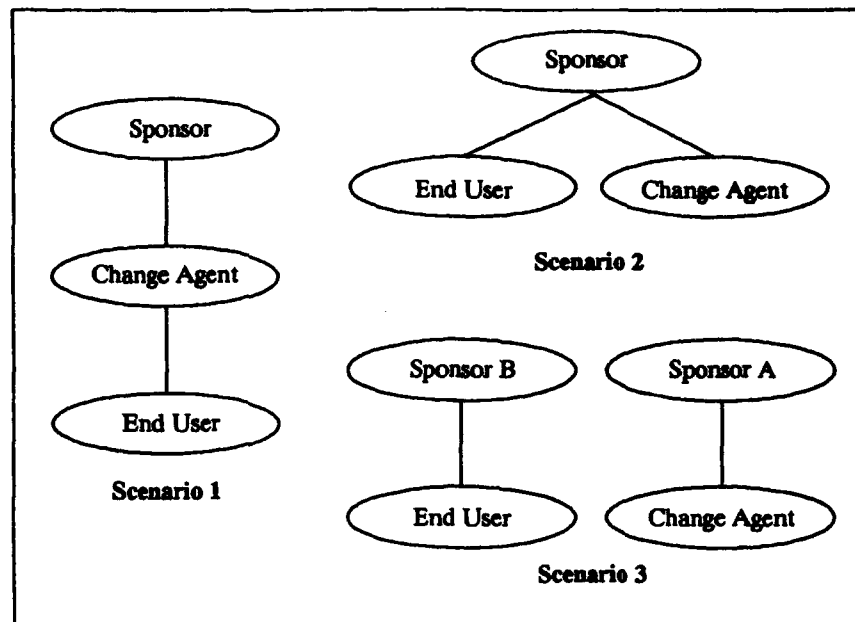 Sponsor
Change Agent
End User
Scenario 1
Sponsor
End User Change Agent
Scenario 2
Sponsor B Sponsor A
End User Change Agent
Scenario 3